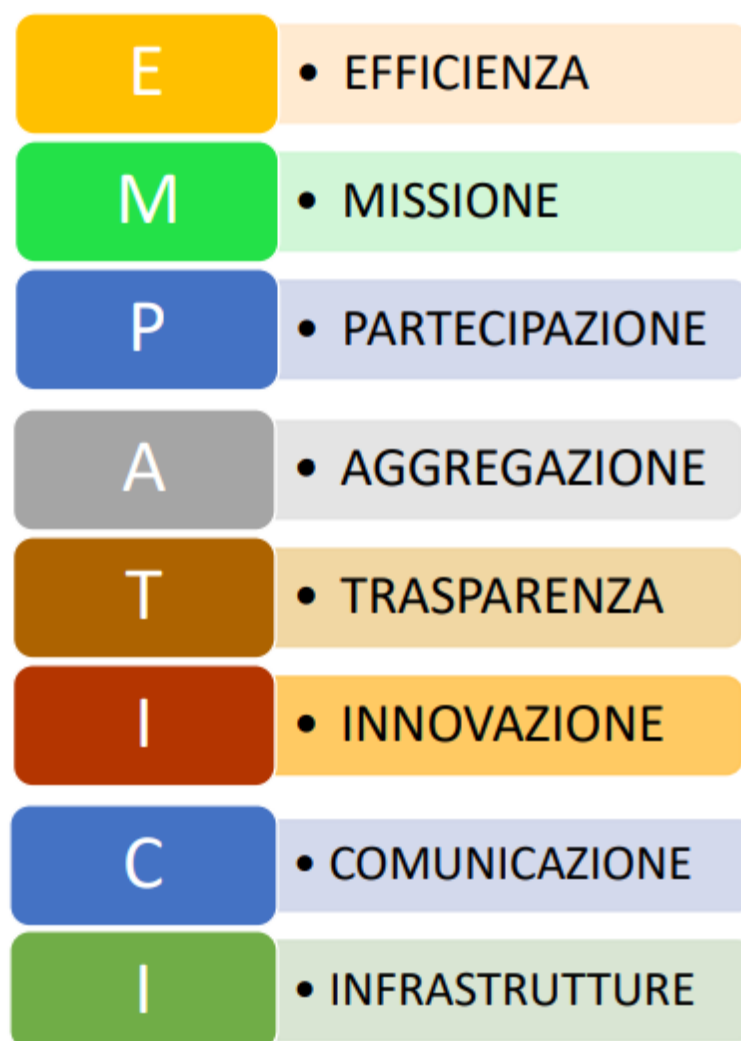 E • EFFICIENZA
M • MISSIONE
P • PARTECIPAZIONE
A • AGGREGAZIONE
T • TRASPARENZA
I • INNOVAZIONE
C • COMUNICAZIONE
I • INFRASTRUTTURE